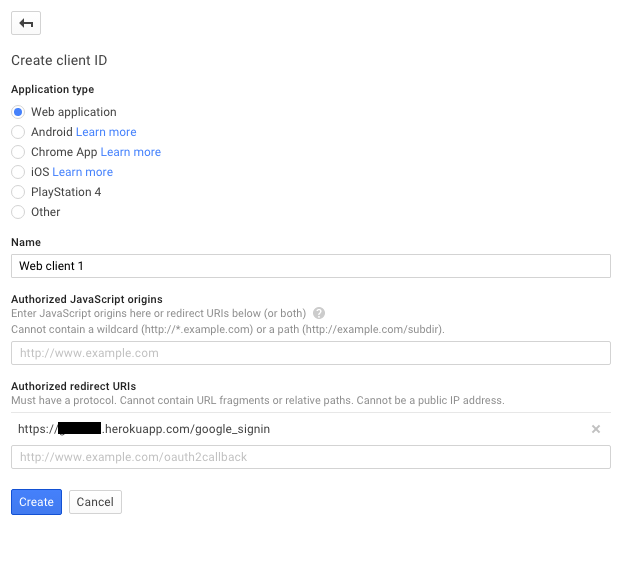 Create client ID
Application type
Web application
Android Learn more
Chrome App Learn more
iOS Learn more
PlayStation 4
Other
Name
Web client 1
Authorized JavaScript origins
Enter JavaScript origins here or redirect URIs below (or both) ?
Cannot contain a wildcard (http://*.example.com) or a path (http://example.com/subdir).
http://www.example.com
Authorized redirect URIs
Must have a protocol. Cannot contain URL fragments or relative paths. Cannot be a public IP address.
https:// .herokuapp.com/google_signin
http://www.example.com/oauth2callback
Create Cancel